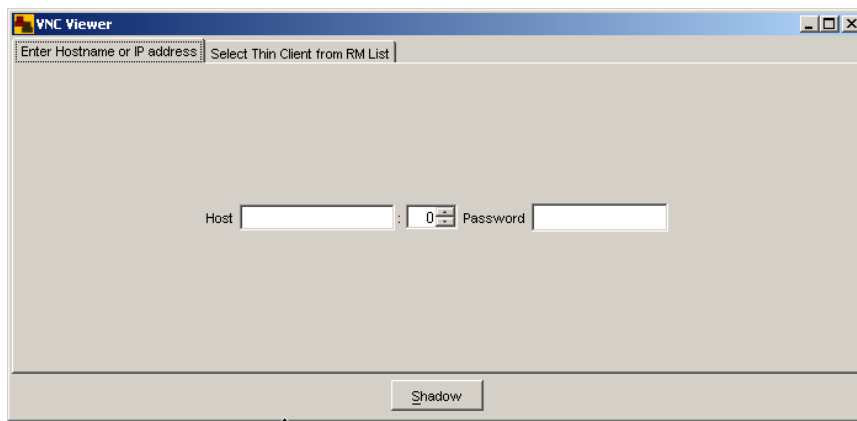 VNC Viewer
Enter Hostname or IP address Select Thin Client from RM List
Host : 0 Password
Shadow